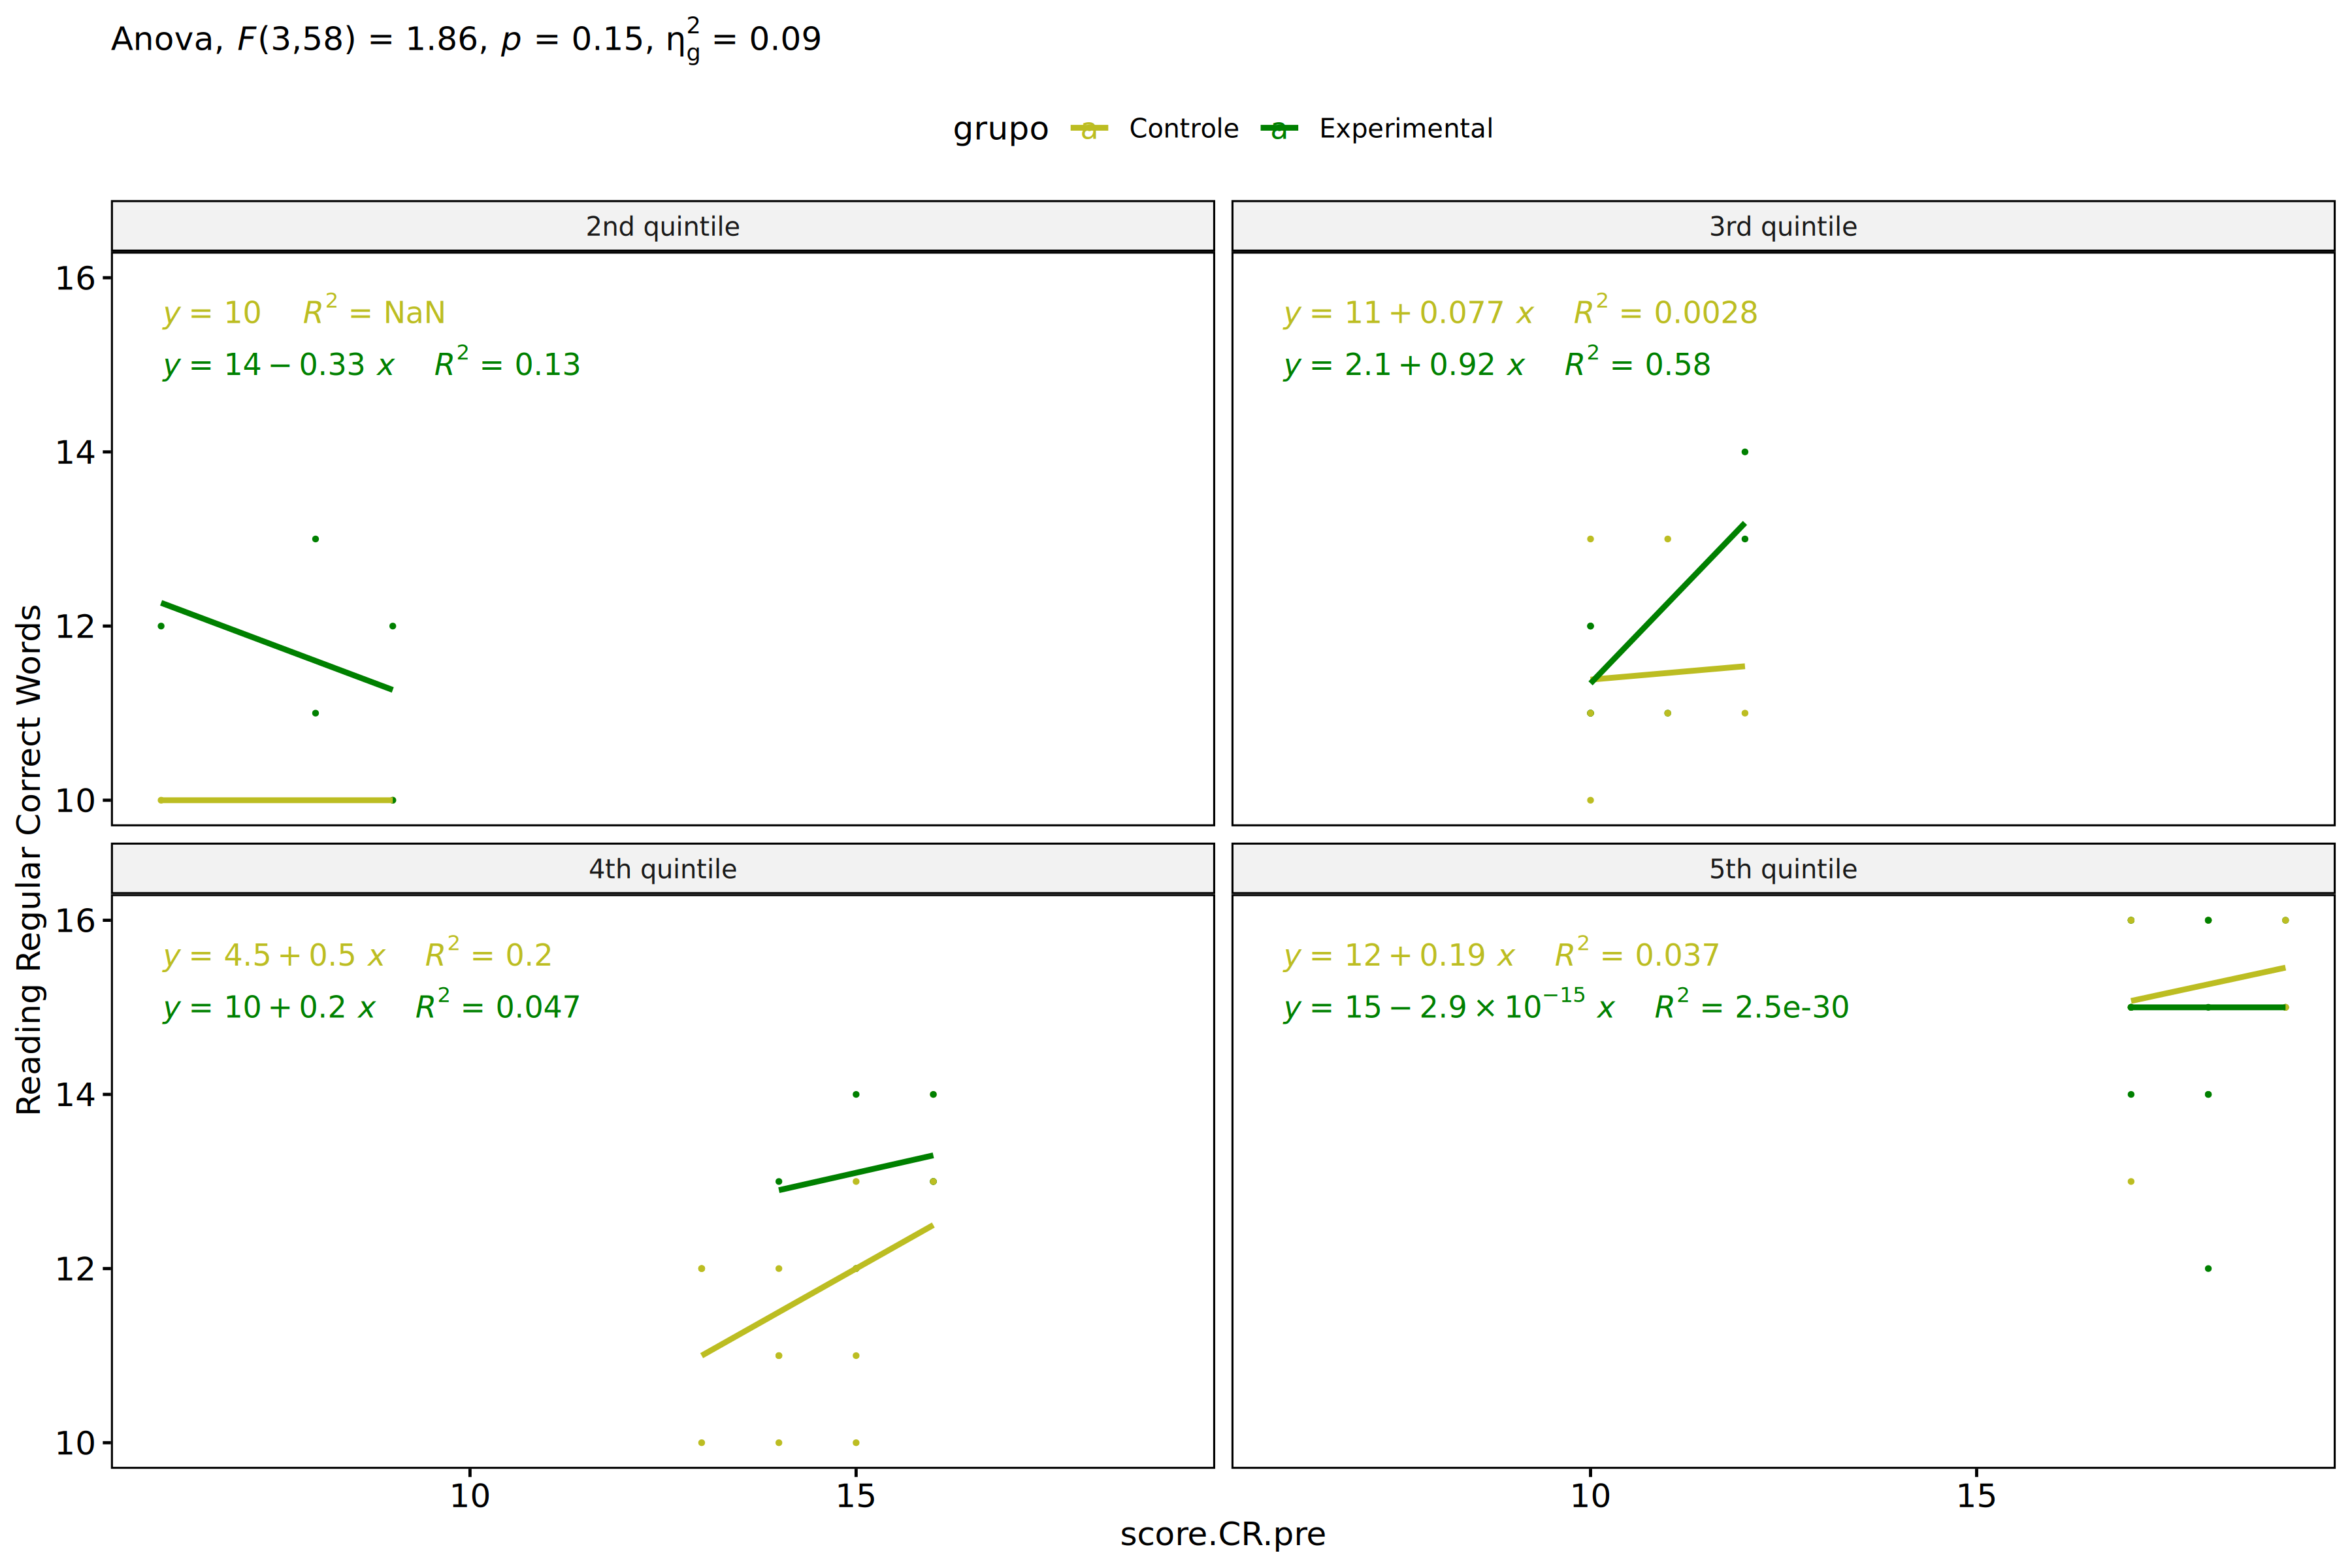 Anova, F(3,58) = 1.86, p = 0.15, η²g = 0.09
grupo a Controle a Experimental
2nd quintile
3rd quintile
16
y = 10 R² = NaN
y = 14 − 0.33 x R² = 0.13
y = 11 + 0.077 x R² = 0.0028
y = 2.1 + 0.92 x R² = 0.58
14
12
10
Reading Regular Correct Words
4th quintile
5th quintile
16
y = 4.5 + 0.5 x R² = 0.2
y = 10 + 0.2 x R² = 0.047
y = 12 + 0.19 x R² = 0.037
y = 15 − 2.9 × 10⁻¹⁵ x R² = 2.5e-30
14
12
10
10 15 10 15
score.CR.pre